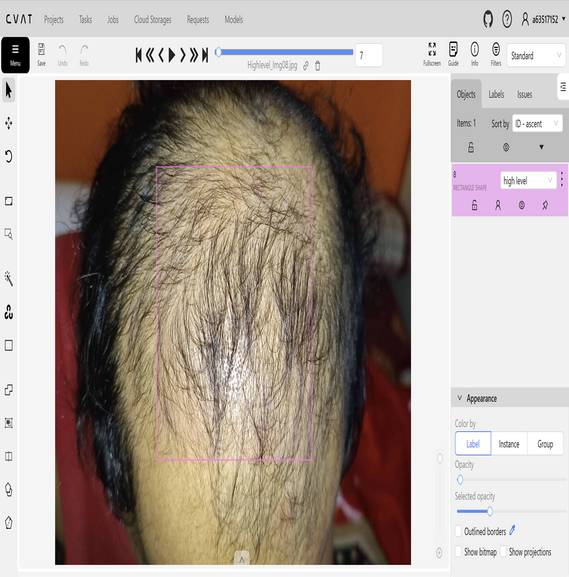 CVAT Projects Tasks Jobs Cloud Storages Requests Models a63517152
Menu Save Undo Redo 7 Fullscreen Guide Info Filters Standard
Highlevel_Img08.jpg
Objects Labels Issues
Items: 1 Sort by ID - ascent
8 high level
RECTANGLE SHAPE
Appearance
Color by
Label Instance Group
Opacity
Selected opacity
Outlined borders
Show bitmap Show projections